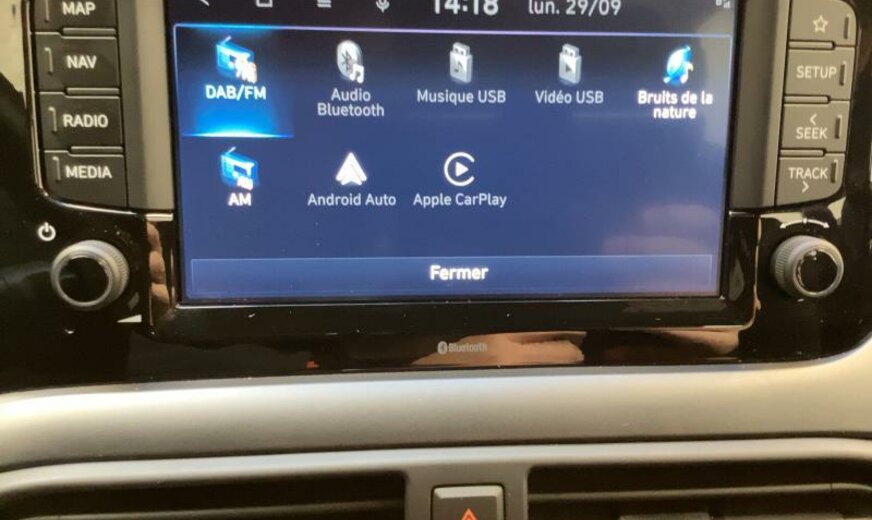 MAP
14:18 lun. 29/09
NAV
SETUP
DAB/FM
Audio
Bluetooth
Musique USB
Vidéo USB
Bruits de la
nature
RADIO
< SEEK
MEDIA
TRACK >
AM
Android Auto
Apple CarPlay
Fermer
Bluetooth